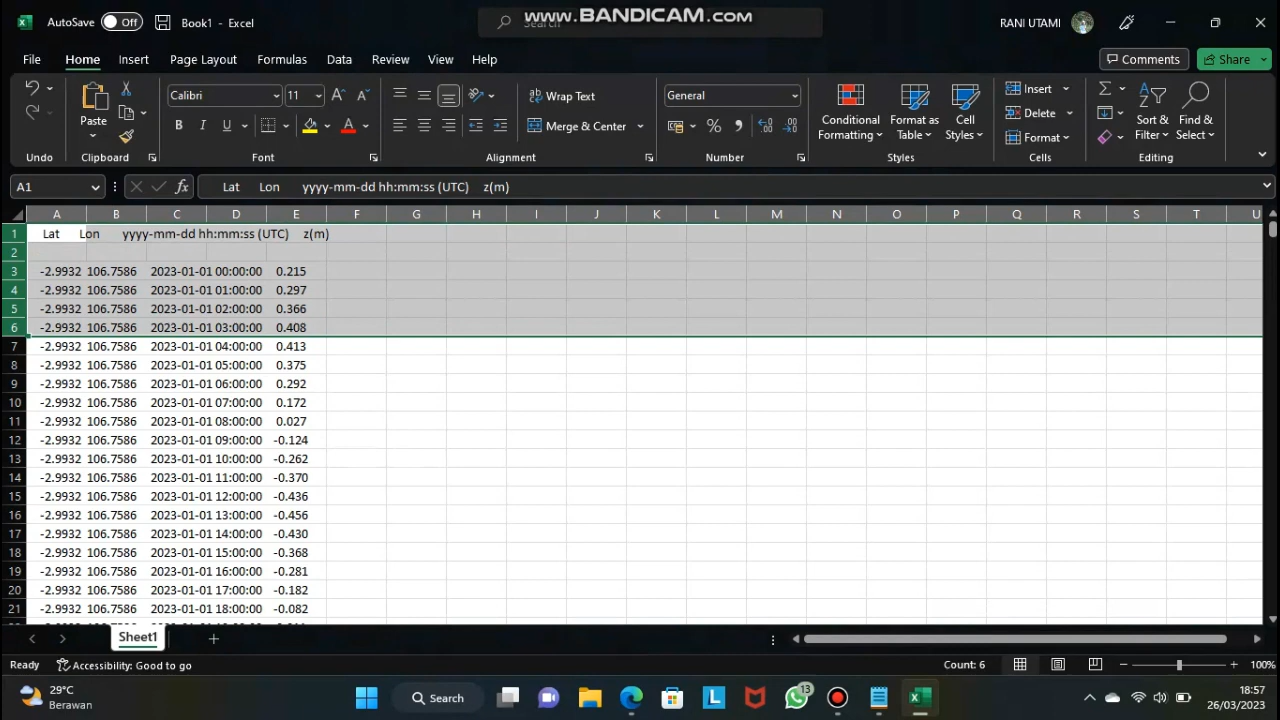 AutoSave Off Book1 - Excel
www.BANDICAM.com
RANI UTAMI
File Home Insert Page Layout Formulas Data Review View Help
Comments Share
Calibri 11 Wrap Text General Insert
Paste Conditional Formatting Format as Table Cell Styles Delete Sort & Filter Find & Select
B I U A Merge & Center % Format
Undo Clipboard Font Alignment Number Styles Cells Editing
A1 fx Lat Lon yyyy-mm-dd hh:mm:ss (UTC) z(m)
A B C D E F G H I J K L M N O P Q R S T U
1 Lat Lon yyyy-mm-dd hh:mm:ss (UTC) z(m)
2
3 -2.9932 106.7586 2023-01-01 00:00:00 0.215
4 -2.9932 106.7586 2023-01-01 01:00:00 0.297
5 -2.9932 106.7586 2023-01-01 02:00:00 0.366
6 -2.9932 106.7586 2023-01-01 03:00:00 0.408
7 -2.9932 106.7586 2023-01-01 04:00:00 0.413
8 -2.9932 106.7586 2023-01-01 05:00:00 0.375
9 -2.9932 106.7586 2023-01-01 06:00:00 0.292
10 -2.9932 106.7586 2023-01-01 07:00:00 0.172
11 -2.9932 106.7586 2023-01-01 08:00:00 0.027
12 -2.9932 106.7586 2023-01-01 09:00:00 -0.124
13 -2.9932 106.7586 2023-01-01 10:00:00 -0.262
14 -2.9932 106.7586 2023-01-01 11:00:00 -0.370
15 -2.9932 106.7586 2023-01-01 12:00:00 -0.436
16 -2.9932 106.7586 2023-01-01 13:00:00 -0.456
17 -2.9932 106.7586 2023-01-01 14:00:00 -0.430
18 -2.9932 106.7586 2023-01-01 15:00:00 -0.368
19 -2.9932 106.7586 2023-01-01 16:00:00 -0.281
20 -2.9932 106.7586 2023-01-01 17:00:00 -0.182
21 -2.9932 106.7586 2023-01-01 18:00:00 -0.082
Sheet1
Ready Accessibility: Good to go Count: 6 100%
29°C
Berawan
Search
13
18:57
26/03/2023